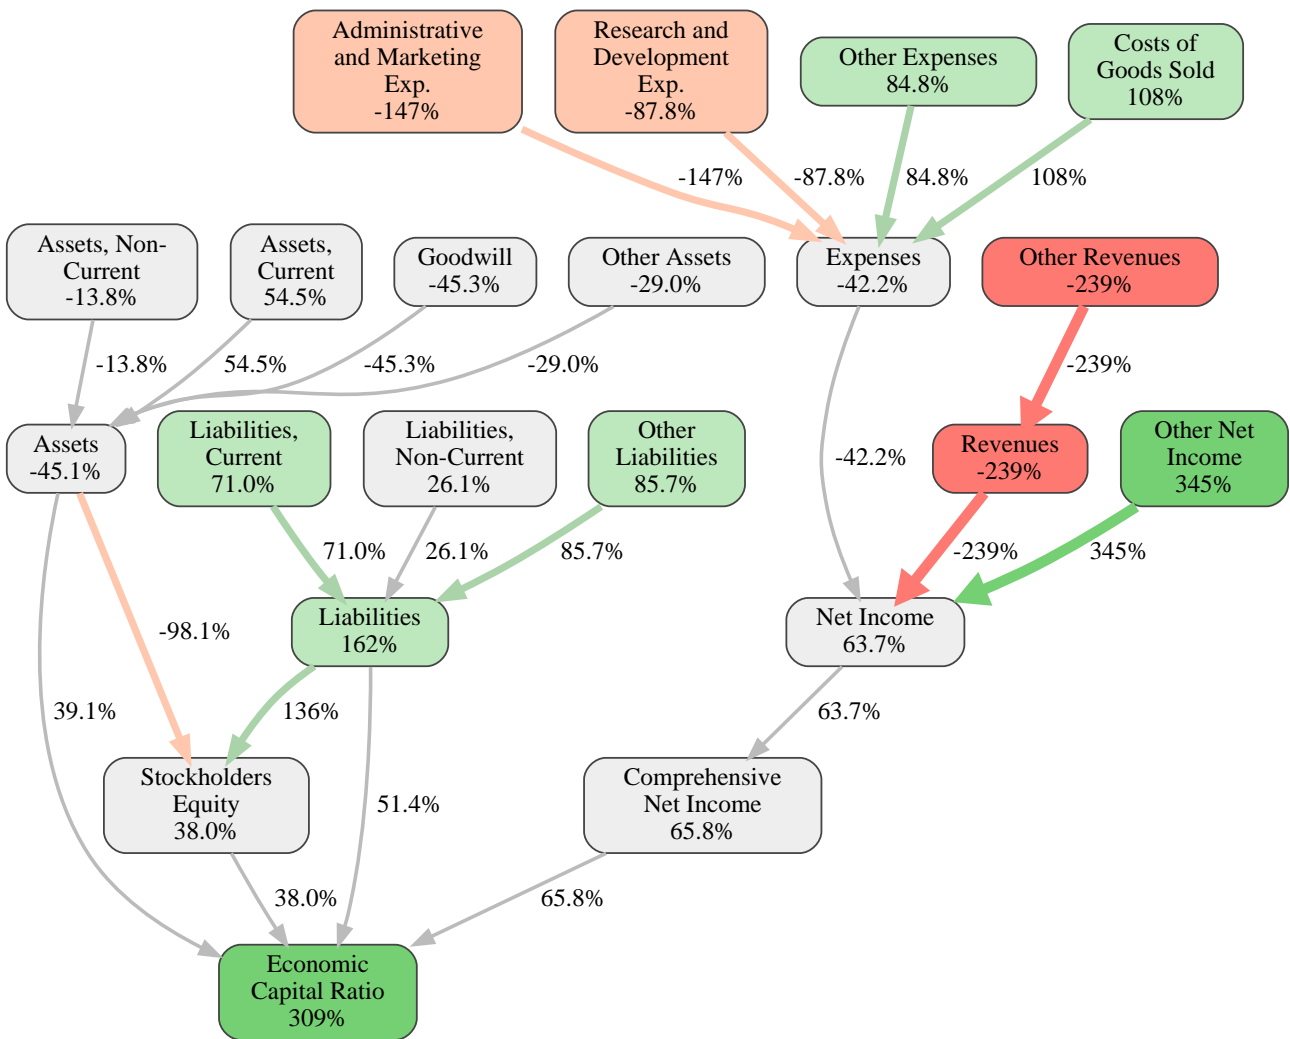 Administrative
and Marketing
Exp.
-147%
Research and
Development
Exp.
-87.8%
Other Expenses
84.8%
Costs of
Goods Sold
108%
-147%
-87.8%
84.8%
108%
Assets, Non-
Current
-13.8%
Assets,
Current
54.5%
Goodwill
-45.3%
Other Assets
-29.0%
Expenses
-42.2%
Other Revenues
-239%
-13.8%
54.5%
-45.3%
-29.0%
-239%
Assets
-45.1%
Liabilities,
Current
71.0%
Liabilities,
Non-Current
26.1%
Other
Liabilities
85.7%
-42.2%
Revenues
-239%
Other Net
Income
345%
71.0%
26.1%
85.7%
-239%
345%
-98.1%
Liabilities
162%
Net Income
63.7%
39.1%
136%
63.7%
Stockholders
Equity
38.0%
51.4%
Comprehensive
Net Income
65.8%
38.0%
65.8%
Economic
Capital Ratio
309%